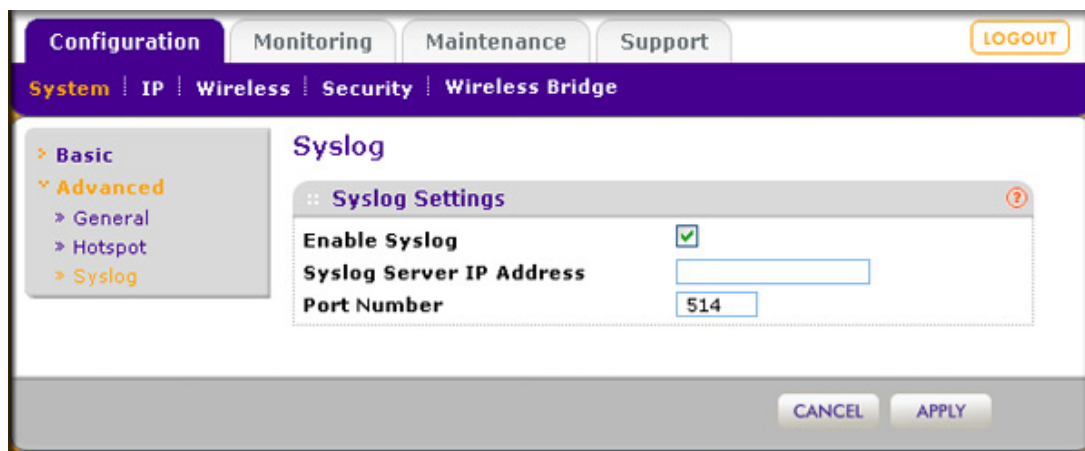 Configuration Monitoring Maintenance Support LOGOUT
System IP Wireless Security Wireless Bridge
Basic
Advanced
General
Hotspot
Syslog
Syslog
Syslog Settings
Enable Syslog
Syslog Server IP Address
Port Number 514
CANCEL APPLY